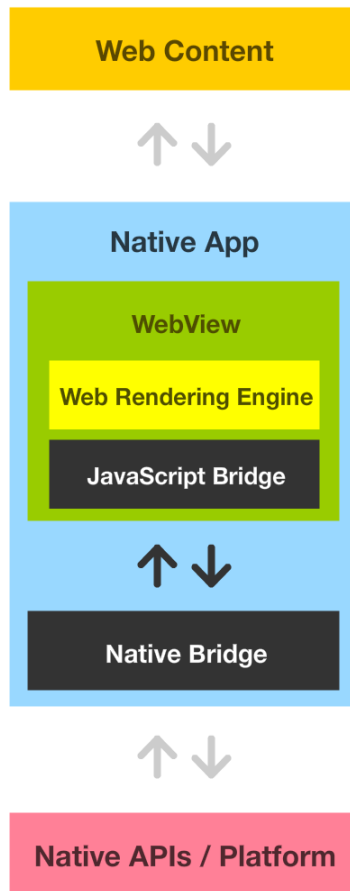 Web Content
Native App
WebView
Web Rendering Engine
JavaScript Bridge
Native Bridge
Native APIs / Platform